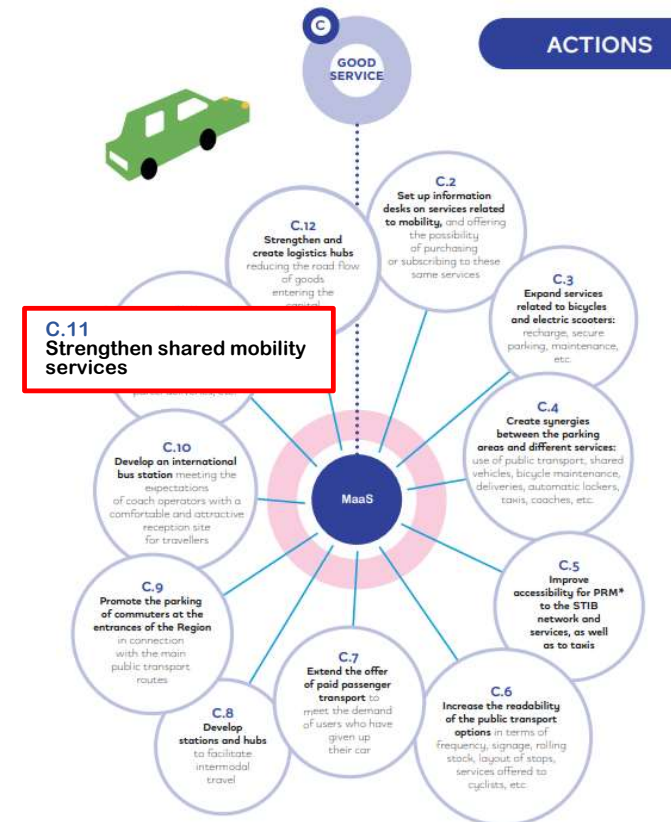 ACTIONS
C
GOOD
SERVICE
C.2
Set up information
desks on services related
to mobility, and offering
the possibility
of purchasing
or subscribing to these
same services
C.3
Expand services
related to bicycles
and electric scooters:
recharge, secure
parking, maintenance,
etc.
C.4
Create synergies
between the parking
areas and different services:
use of public transport, shared
vehicles, bicycle maintenance,
deliveries, automatic lockers,
taxis, coaches, etc.
C.5
Improve
accessibility for PRM*
to the STIB
network and
services, as well
as to taxis
C.6
Increase the readability
of the public transport
options in terms of
frequency, signage, rolling
stock, layout of stops,
services offered to
cyclists, etc.
C.7
Extend the offer
of paid passenger
transport to
meet the demand
of users who have
given up
their car
C.8
Develop
stations and hubs
to facilitate
intermodal
travel
C.9
Promote the parking
of commuters at the
entrances of the Region
in connection
with the main
public transport
routes
C.10
Develop an international
bus station meeting the
expectations
of coach operators with a
comfortable and attractive
reception site
for travellers
C.11
Strengthen shared mobility
services
C.12
Strengthen and
create logistics hubs
reducing the road flow
of goods
entering the
MaaS